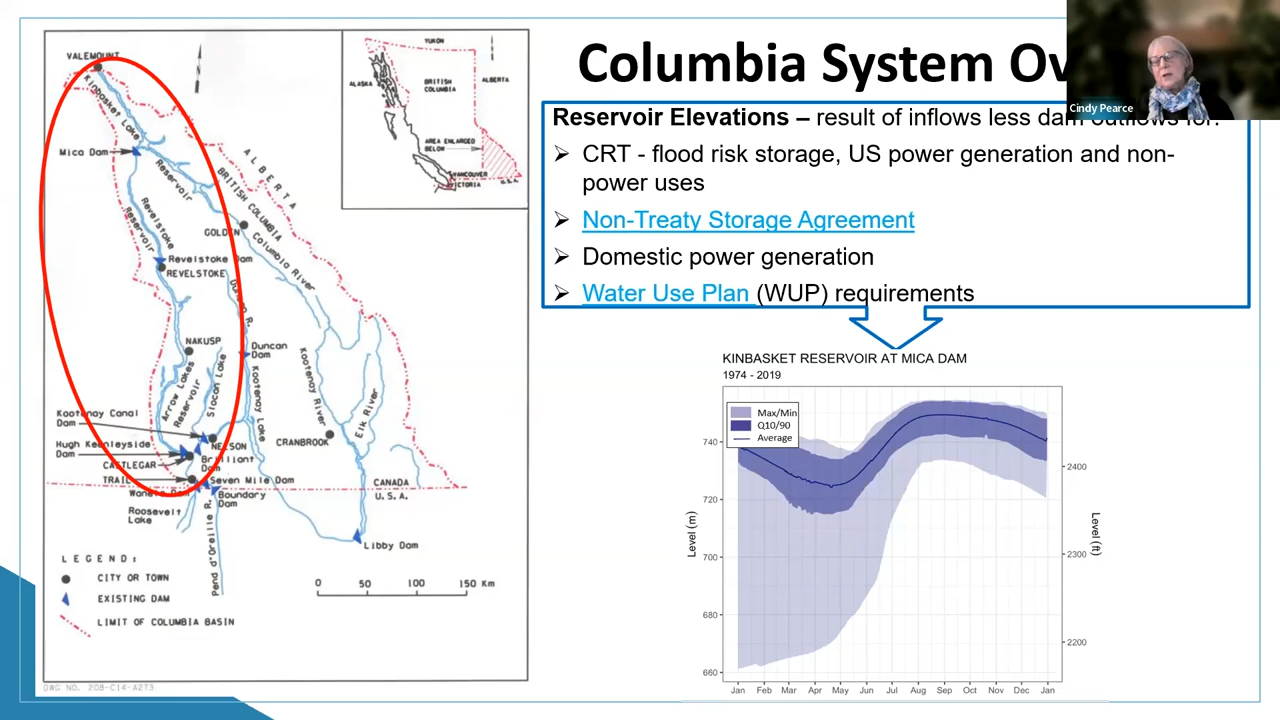 Columbia System Ov
Cindy Pearce
Reservoir Elevations – result of inflows less dam outflows for:
➢ CRT - flood risk storage, US power generation and non-
power uses
➢ Non-Treaty Storage Agreement
➢ Domestic power generation
➢ Water Use Plan (WUP) requirements
KINBASKET RESERVOIR AT MICA DAM
1974 - 2019
Max/Min
Q10/90
Average
Level (m)
740
720
700
680
660
Level (ft)
2400
2300
2200
Jan Feb Mar Apr May Jun Jul Aug Sep Oct Nov Dec Jan
YUKON
ALASKA
BRITISH
COLUMBIA
ALBERTA
AREA ENLARGED
BELOW
VANCOUVER
VICTORIA
U.S.A.
VALEMOUNT
Kinbasket Lake
Mica Dam
Reservoir
ALBERTA
BRITISH COLUMBIA
Revelstoke
Reservoir
GOLDEN
Columbia River
Revelstoke Dam
REVELSTOKE
Duncan R.
NAKUSP
Duncan
Dam
Arrow Lakes
Reservoir
Slocan Lake
Kootenay Lake
Kootenay River
Elk River
Kootenay Canal
Dam
Hugh Keenleyside
Dam
CASTLEGAR
NELSON
Brilliant
Dam
CRANBROOK
TRAIL
Seven Mile Dam
CANADA
U.S.A.
Waneta Dam
Boundary
Dam
Roosevelt
Lake
Pend d'Oreille R.
Libby Dam
LEGEND:
CITY OR TOWN
EXISTING DAM
LIMIT OF COLUMBIA BASIN
0 50 100 150 Km
DWG NO. 208-C14-A273